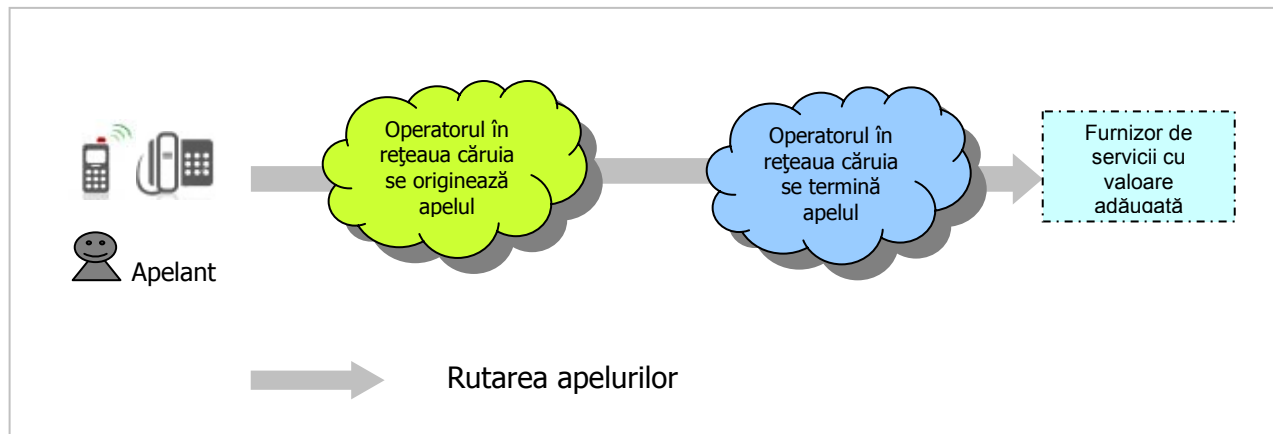 Operatorul în
reţeaua căruia
se originează
apelul
Operatorul în
reţeaua căruia
se termină
apelul
Furnizor de
servicii cu
valoare
adăugată
Apelant
Rutarea apelurilor